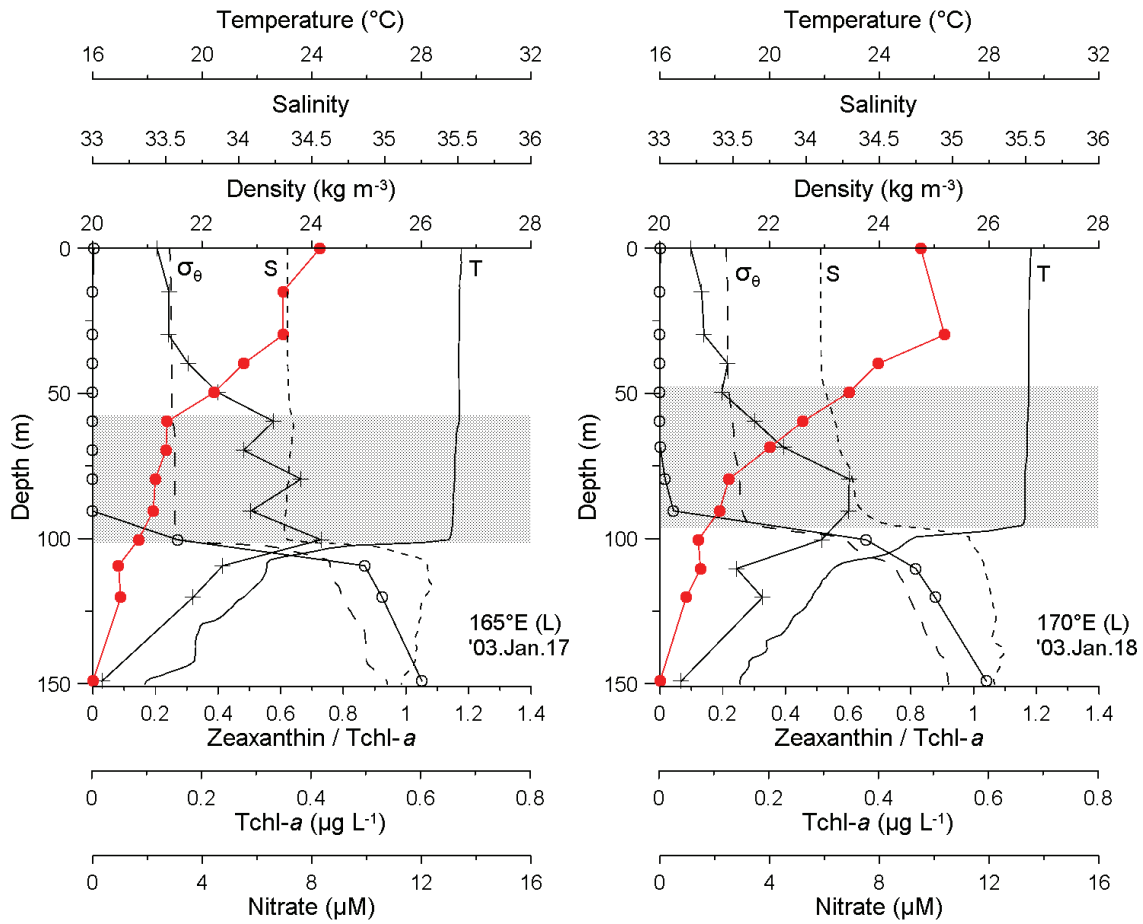 Temperature (°C)
16 20 24 28 32
Salinity
33 33.5 34 34.5 35 35.5 36
Density (kg m-3)
20 22 24 26 28
σθ S T
0
50
100
150
Depth (m)
165°E (L)
'03.Jan.17
0 0.2 0.4 0.6 0.8 1 1.2 1.4
Zeaxanthin / Tchl-a
0 0.2 0.4 0.6 0.8
Tchl-a (µg L-1)
0 4 8 12 16
Nitrate (µM)
Temperature (°C)
16 20 24 28 32
Salinity
33 33.5 34 34.5 35 35.5 36
Density (kg m-3)
20 22 24 26 28
σθ S T
0
50
100
150
Depth (m)
170°E (L)
'03.Jan.18
0 0.2 0.4 0.6 0.8 1 1.2 1.4
Zeaxanthin / Tchl-a
0 0.2 0.4 0.6 0.8
Tchl-a (µg L-1)
0 4 8 12 16
Nitrate (µM)